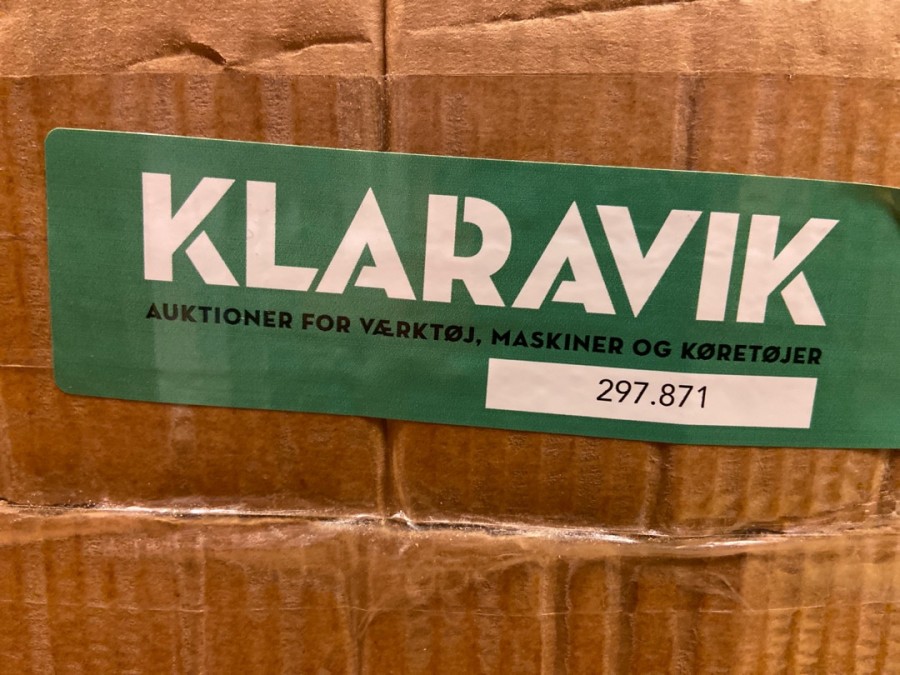 KLARAVIK
AUKTIONER FOR VÆRKTØJ, MASKINER OG KØRETØJER
297.871